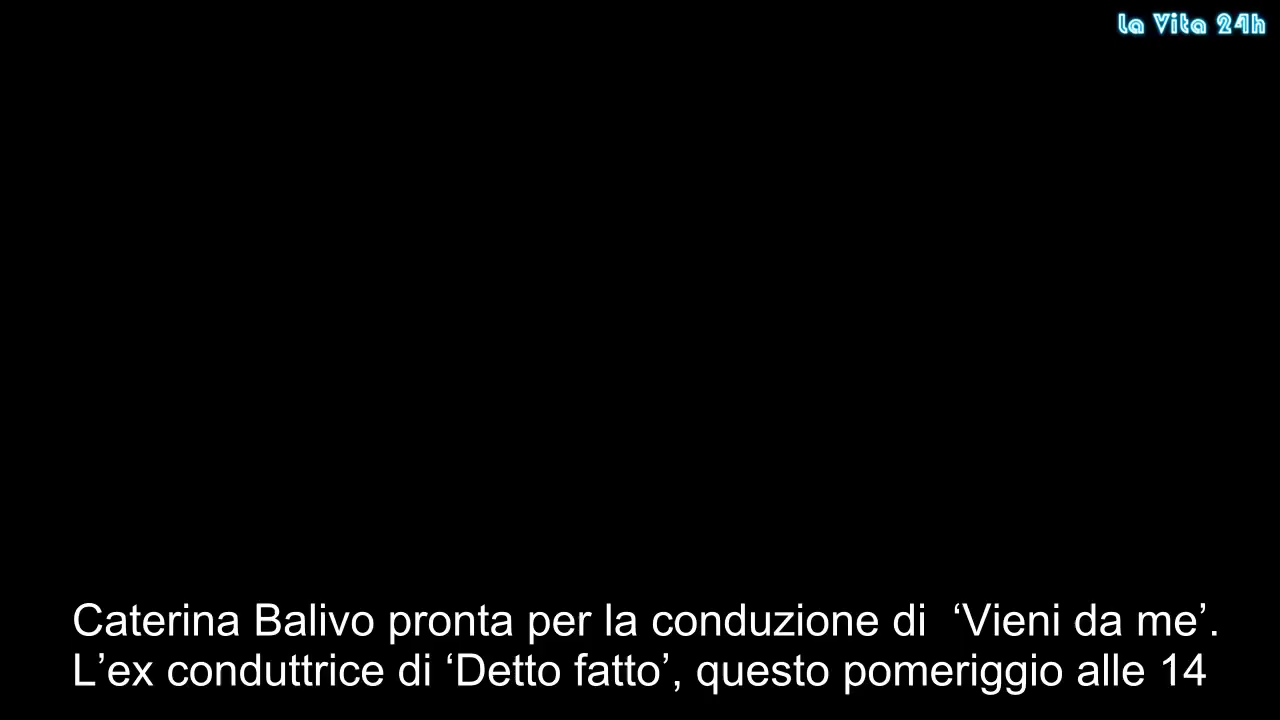 La Vita 24h
Caterina Balivo pronta per la conduzione di  ‘Vieni da me’.
L’ex conduttrice di ‘Detto fatto’, questo pomeriggio alle 14